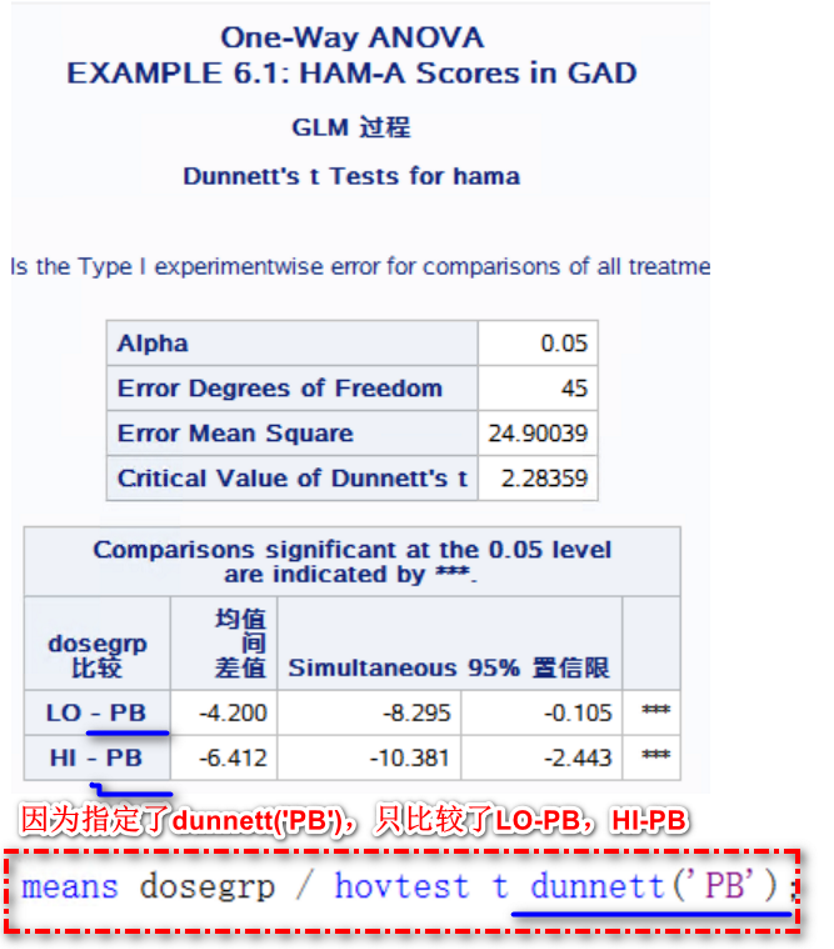 One-Way ANOVA
EXAMPLE 6.1: HAM-A Scores in GAD
GLM 过程
Dunnett's t Tests for hama
ls the Type I experimentwise error for comparisons of all treatme
Alpha 0.05
Error Degrees of Freedom 45
Error Mean Square 24.90039
Critical Value of Dunnett's t 2.28359
Comparisons significant at the 0.05 level
are indicated by ***.
dosegrp
比较
均值
间
差值
Simultaneous 95% 置信限
LO - PB -4.200 -8.295 -0.105 ***
HI - PB -6.412 -10.381 -2.443 ***
因为指定了dunnett('PB')，只比较了LO-PB，HI-PB
means dosegrp / hovtest t dunnett('PB');